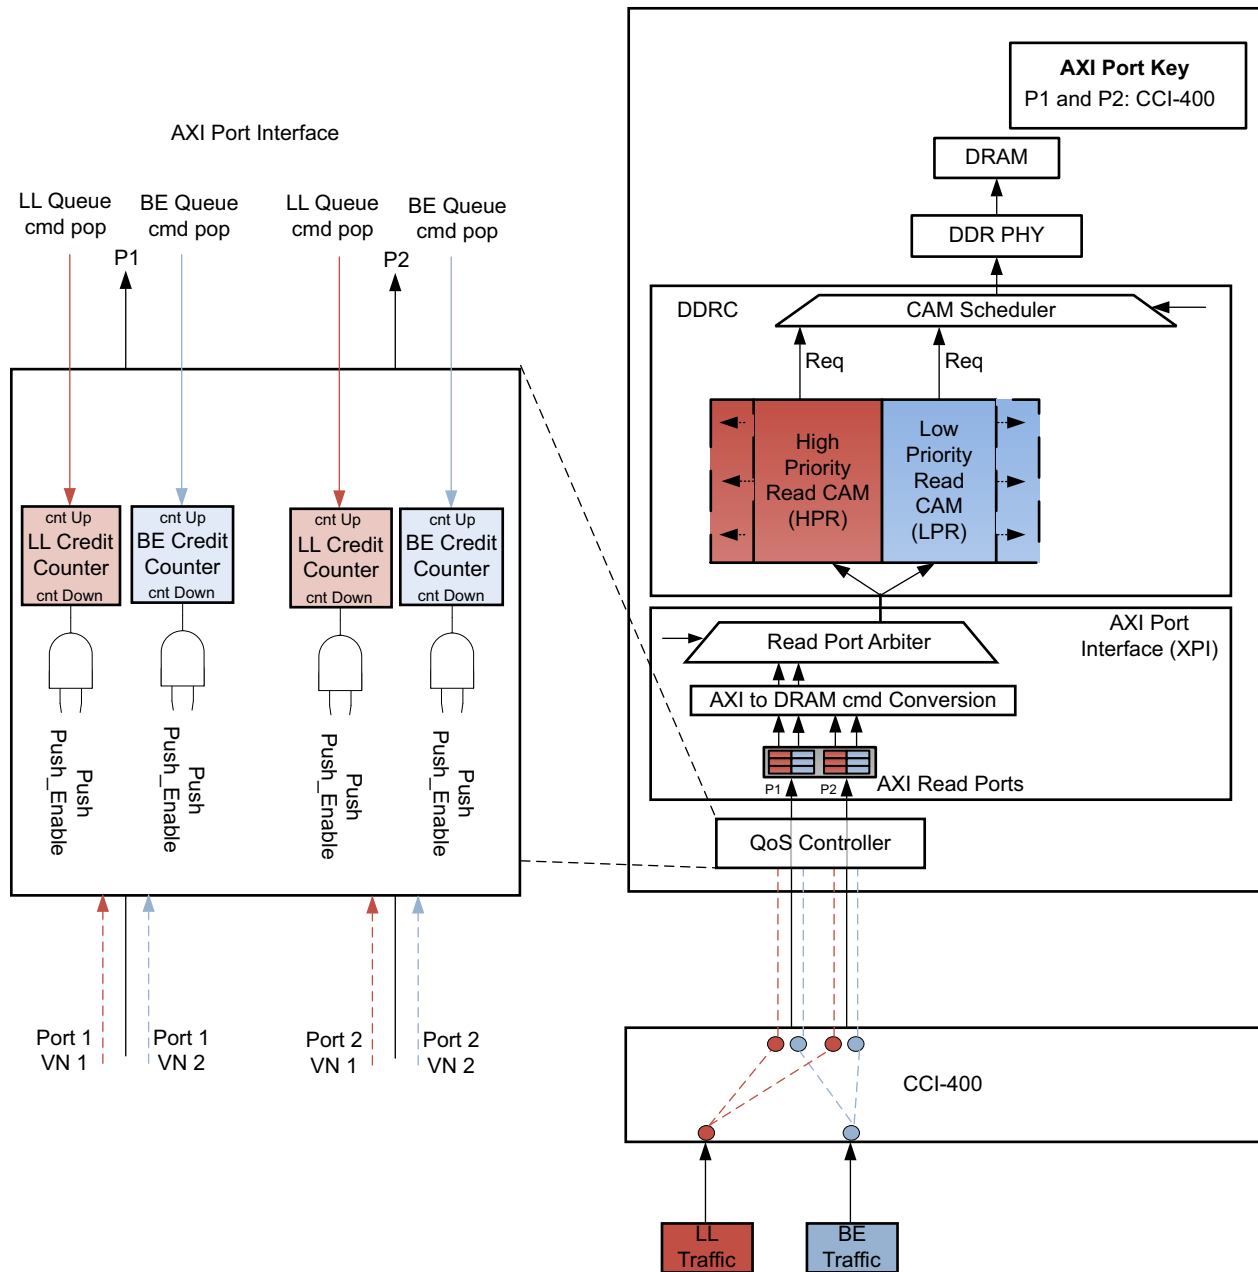 AXI Port Interface
LL Queue
cmd pop
BE Queue
cmd pop
LL Queue
cmd pop
BE Queue
cmd pop
P1
P2
cnt Up
LL Credit
Counter
cnt Down
cnt Up
BE Credit
Counter
cnt Down
cnt Up
LL Credit
Counter
cnt Down
cnt Up
BE Credit
Counter
cnt Down
Push
Push_Enable
Push
Push_Enable
Push
Push_Enable
Push
Push_Enable
Port 1
VN 1
Port 1
VN 2
Port 2
VN 1
Port 2
VN 2
AXI Port Key
P1 and P2: CCI-400
DRAM
DDR PHY
DDRC
CAM Scheduler
Req
Req
High
Priority
Read CAM
(HPR)
Low
Priority
Read
CAM
(LPR)
AXI Port
Interface (XPI)
Read Port Arbiter
AXI to DRAM cmd Conversion
P1
P2
AXI Read Ports
QoS Controller
CCI-400
LL
Traffic
BE
Traffic